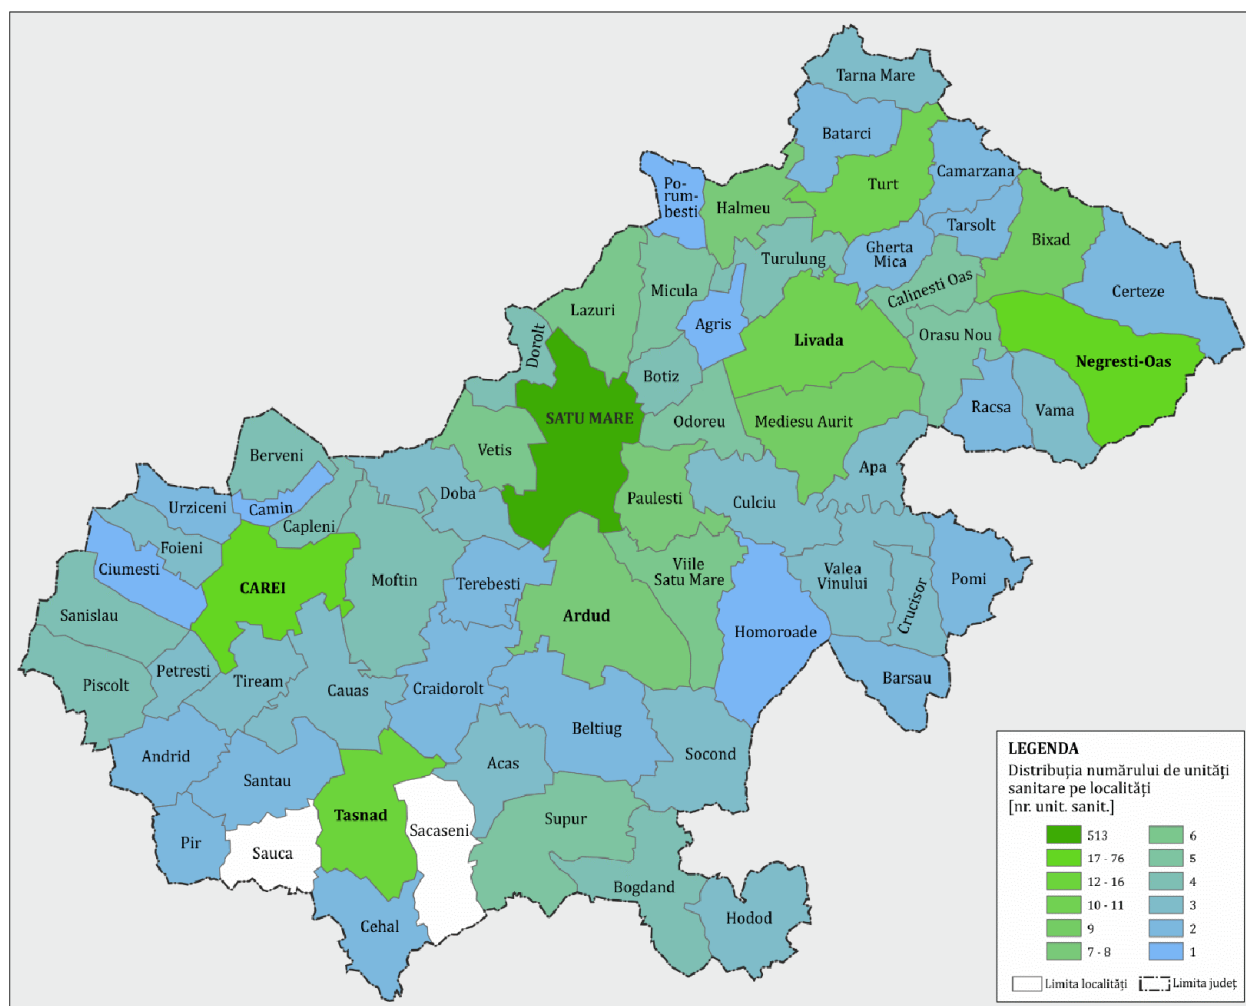 Tarna Mare
Batarci
Turt
Camarzana
Po-
rum-
besti
Halmeu
Tarsolt
Bixad
Gherta
Mica
Turulung
Certeze
Calinesti Oas
Micula
Lazuri
Agris
Livada
Orasu Nou
Negresti-Oas
Dorolt
Botiz
Racsa
Vama
SATU MARE
Odoreu
Mediesu Aurit
Vetis
Berveni
Apa
Doba
Paulesti
Culciu
Urziceni
Camin
Capleni
Foieni
Ciumesti
Viile
Satu Mare
Valea
Vinului
Crucisor
Pomi
CAREI
Moftin
Terebesti
Sanislau
Ardud
Homoroade
Petresti
Tiream
Piscolt
Cauas
Craidorolt
Barsau
Beltiug
Andrid
Socond
Acas
Santau
Tasnad
Sacaseni
Supur
Pir
Sauca
Bogdand
Hodod
Cehal
LEGENDA
Distribuția numărului de unități
sanitare pe localități
[nr. unit. sanit.]
513
17 - 76
12 - 16
10 - 11
9
7 - 8
6
5
4
3
2
1
Limita localități
Limita județ